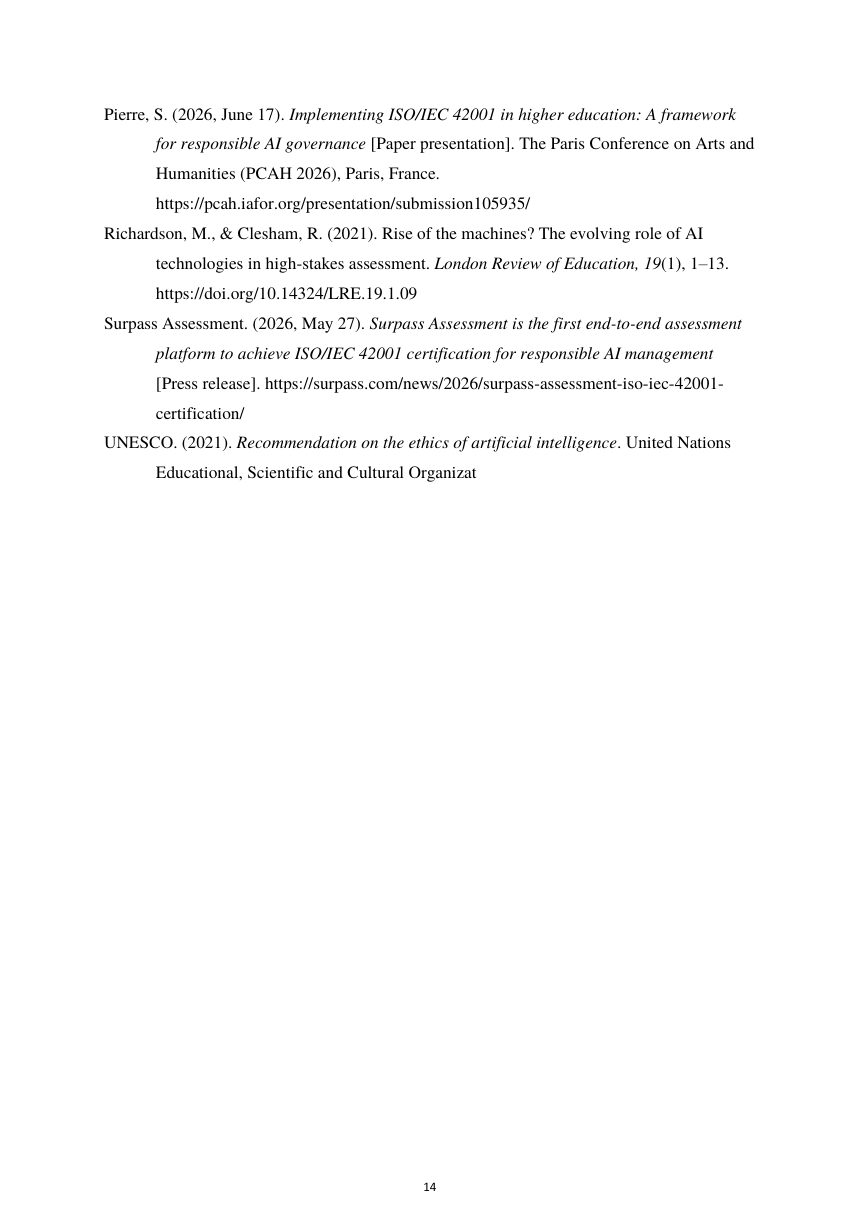 Pierre, S. (2026, June 17). Implementing ISO/IEC 42001 in higher education: A framework
for responsible AI governance [Paper presentation]. The Paris Conference on Arts and
Humanities (PCAH 2026), Paris, France.
https://pcah.iafor.org/presentation/submission105935/
Richardson, M., & Clesham, R. (2021). Rise of the machines? The evolving role of AI
technologies in high-stakes assessment. London Review of Education, 19(1), 1–13.
https://doi.org/10.14324/LRE.19.1.09
Surpass Assessment. (2026, May 27). Surpass Assessment is the first end-to-end assessment
platform to achieve ISO/IEC 42001 certification for responsible AI management
[Press release]. https://surpass.com/news/2026/surpass-assessment-iso-iec-42001-
certification/
UNESCO. (2021). Recommendation on the ethics of artificial intelligence. United Nations
Educational, Scientific and Cultural Organizat
14